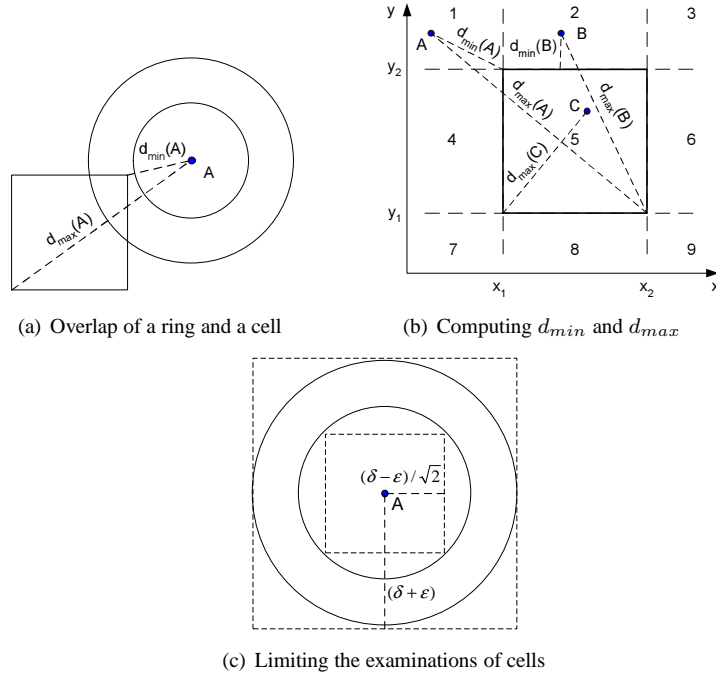 d_min(A)
A
d_max(A)
(a) Overlap of a ring and a cell
y
1 2 3
A
d_min(A)
d_min(B)
B
y_2
d_max(A)
d_max(B)
C
4 5 6
d_max(C)
y_1
7 8 9
x_1 x_2 x
(b) Computing d_min and d_max
(δ−ε)/√2
A
(δ+ε)
(c) Limiting the examinations of cells